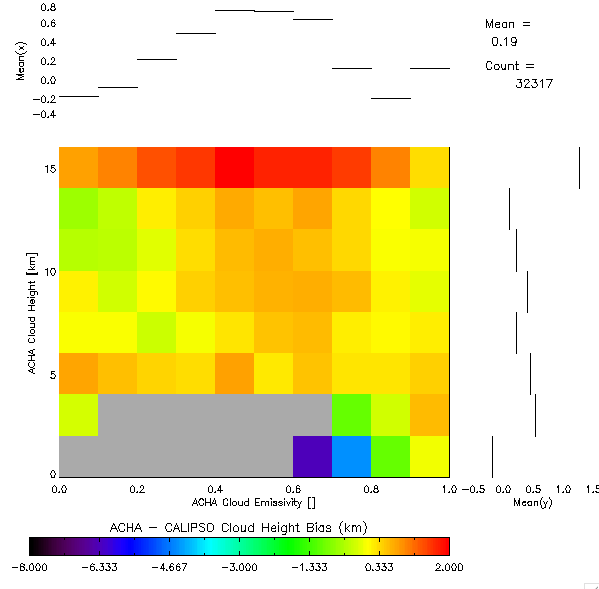 0.8
0.6
0.4
0.2
0.0
-0.2
-0.4
Mean(x)
Mean =
0.19
Count =
32317
15
10
5
0
ACHA Cloud Height [km]
0.0 0.2 0.4 0.6 0.8 1.0
ACHA Cloud Emissivity []
-0.5 0.0 0.5 1.0 1.5
Mean(y)
ACHA - CALIPSO Cloud Height Bias (km)
-8.000 -6.333 -4.667 -3.000 -1.333 0.333 2.000